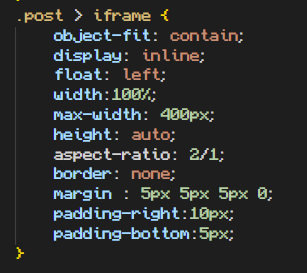 .post > iframe {
object-fit: contain;
display: inline;
float: left;
width:100%;
max-width: 400px;
height: auto;
aspect-ratio: 2/1;
border: none;
margin : 5px 5px 5px 0;
padding-right:10px;
padding-bottom:5px;
}